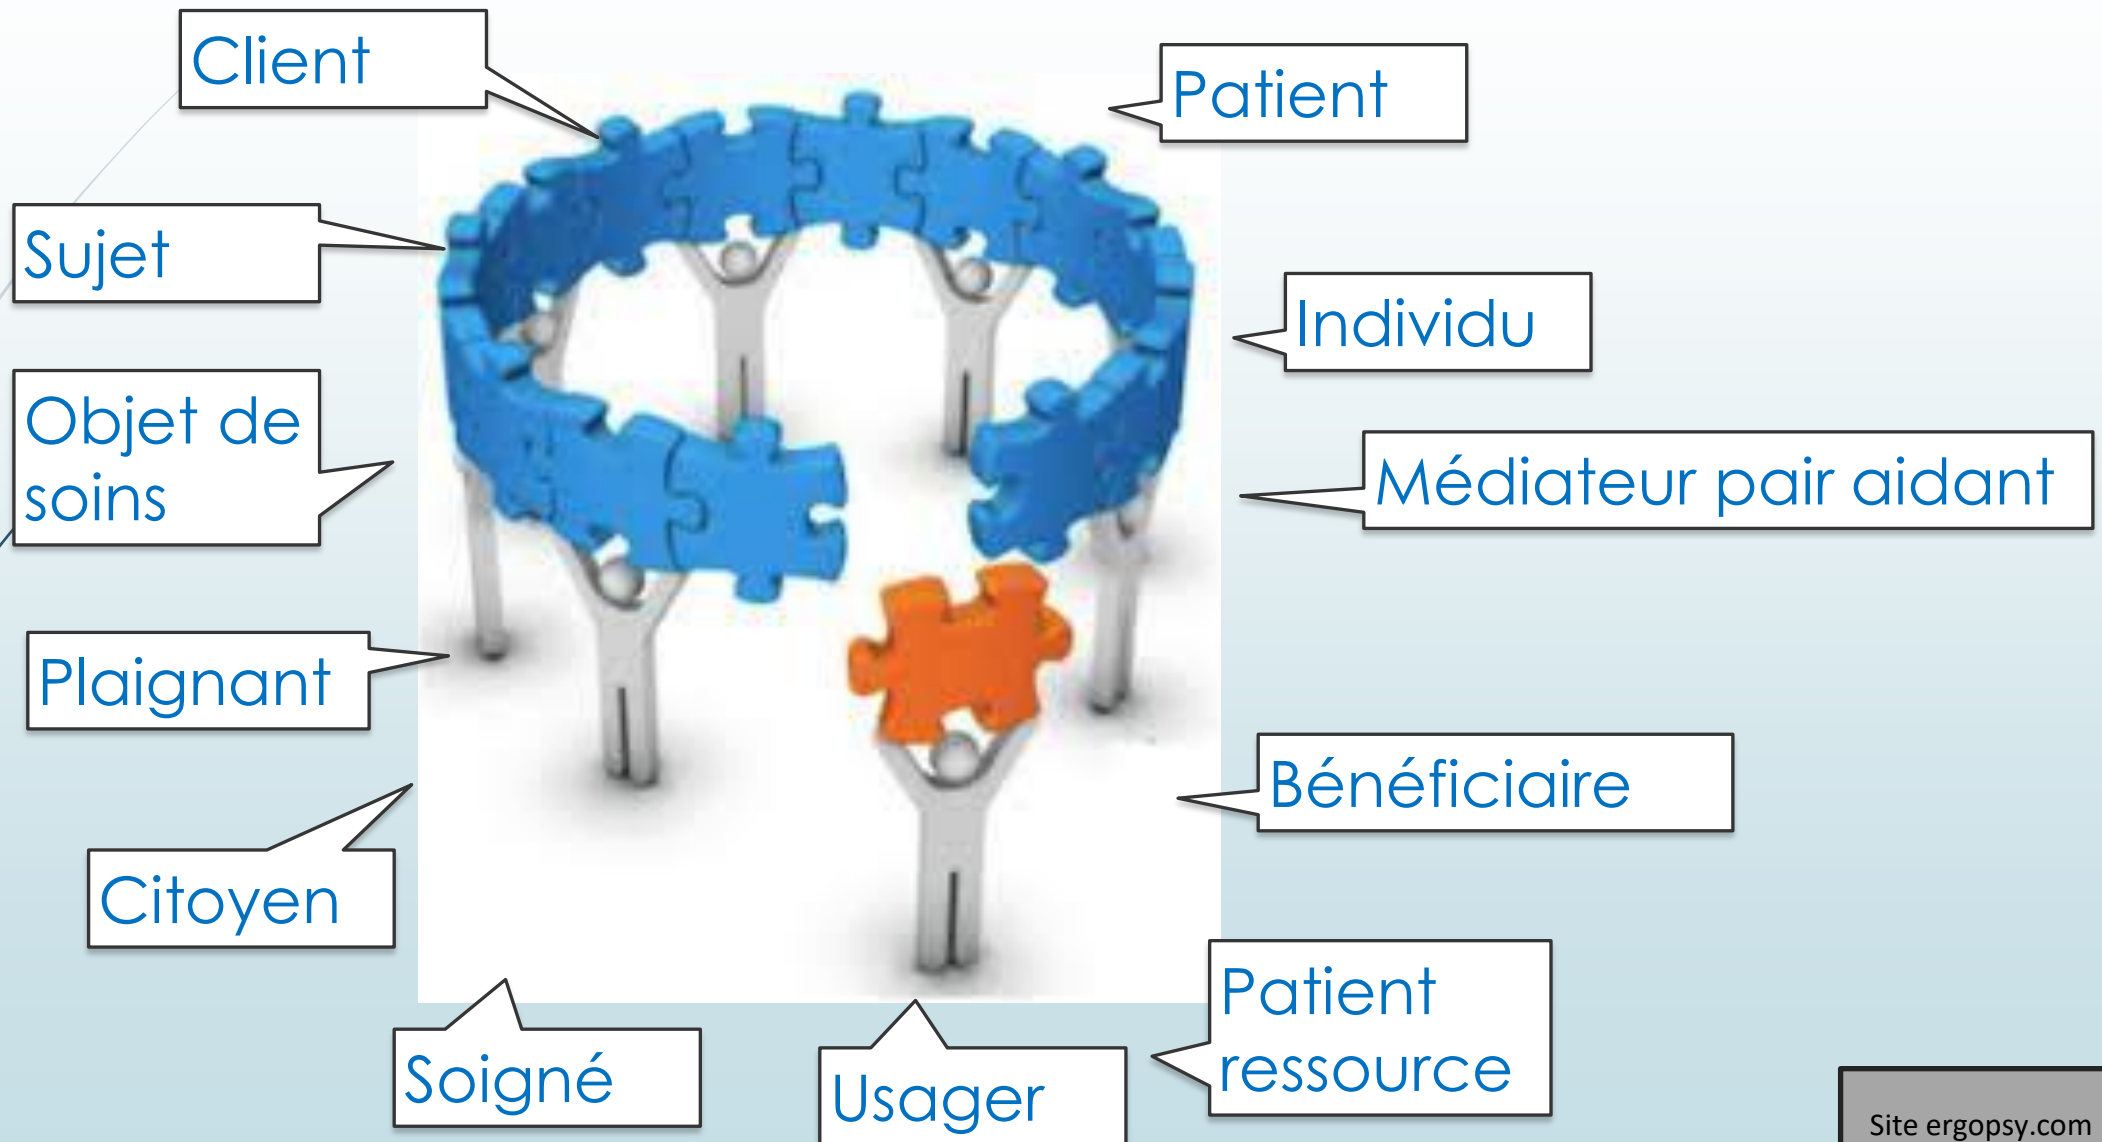 Client
Patient
Sujet
Individu
Objet de
soins
Médiateur pair aidant
Plaignant
Bénéficiaire
Citoyen
Patient
ressource
Soigné
Usager
Site ergopsy.com